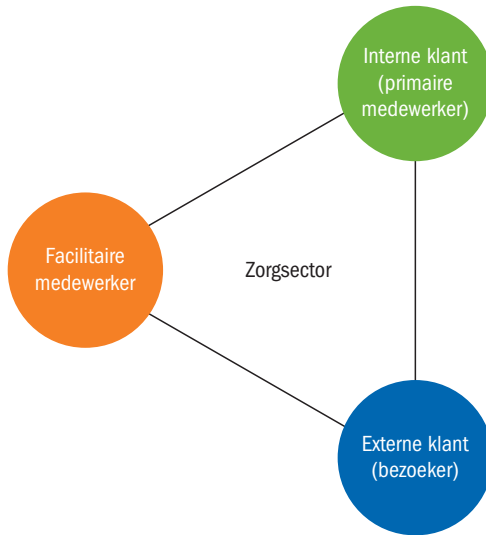 Interne klant
(primaire
medewerker)
Facilitaire
medewerker
Zorgsector
Externe klant
(bezoeker)